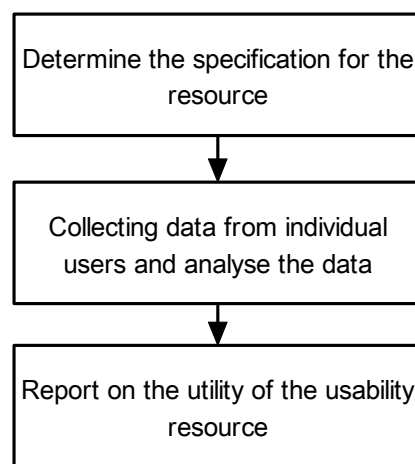 Determine the specification for the
resource
Collecting data from individual
users and analyse the data
Report on the utility of the usability
resource